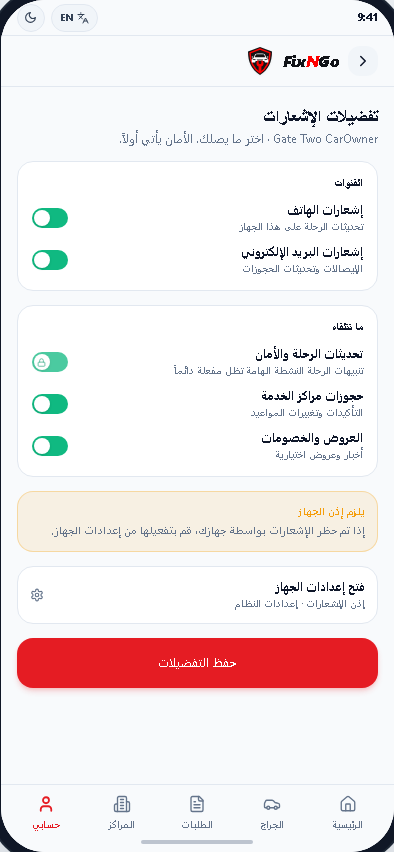 9:41
EN
FixNGo
تفضيلات الإشعارات
Gate Two CarOwner · اختر ما يصلك. الأمان يأتي أولاً.
القنوات
إشعارات الهاتف
تحديثات الرحلة على هذا الجهاز
إشعارات البريد الإلكتروني
الإيصالات وتحديثات الحجوزات
ما تتلقاه
تحديثات الرحلة والأمان
تنبيهات الرحلة النشطة الهامة تظل مفعلة دائماً
حجوزات مراكز الخدمة
التأكيدات وتغييرات المواعيد
العروض والخصومات
أخبار وعروض اختيارية
يلزم إذن الجهاز
إذا تم حظر الإشعارات بواسطة جهازك، قم بتفعيلها من إعدادات الجهاز.
فتح إعدادات الجهاز
إذن الإشعارات · إعدادات النظام
حفظ التفضيلات
الرئيسية
الجراج
الطلبات
المراكز
حسابي